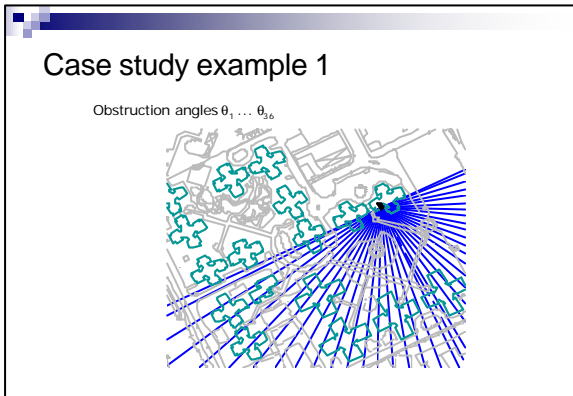 Case study example 1
Obstruction angles θ₁ … θ₃₆